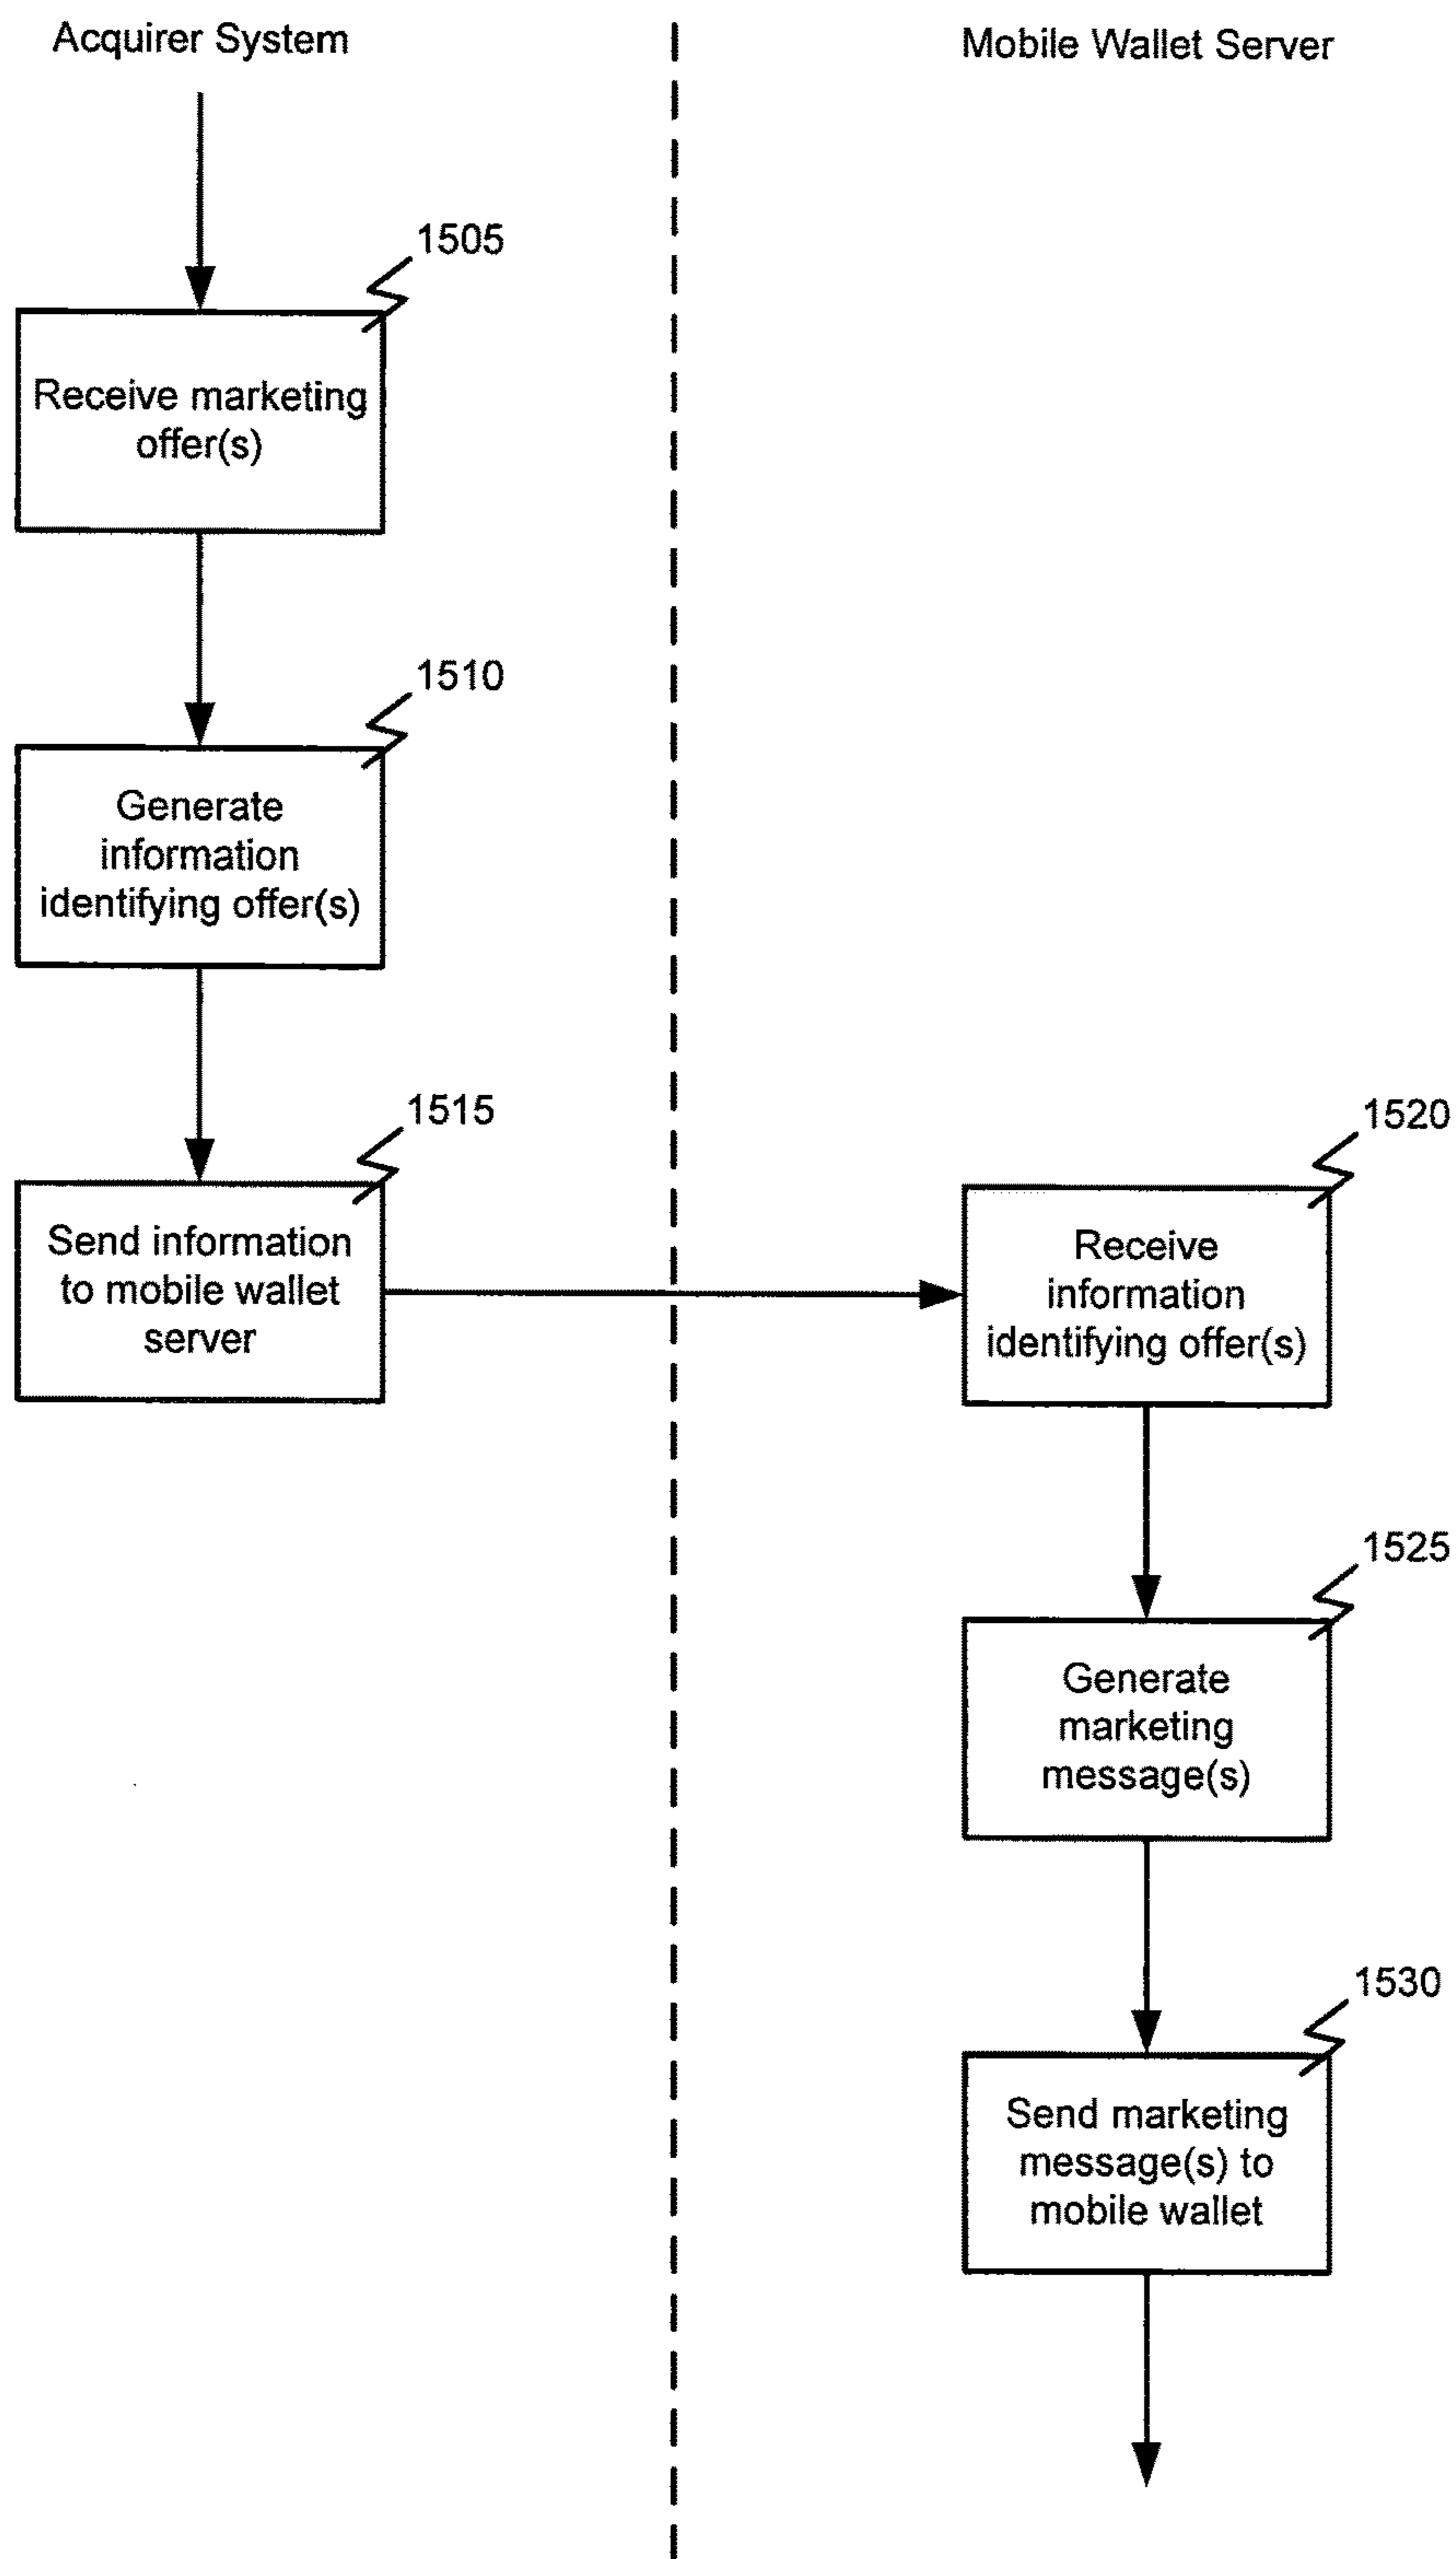 Acquirer System
Mobile Wallet Server
1505
Receive marketing
offer(s)
1510
Generate
information
identifying offer(s)
1515
Send information
to mobile wallet
server
1520
Receive
information
identifying offer(s)
1525
Generate
marketing
message(s)
1530
Send marketing
message(s) to
mobile wallet